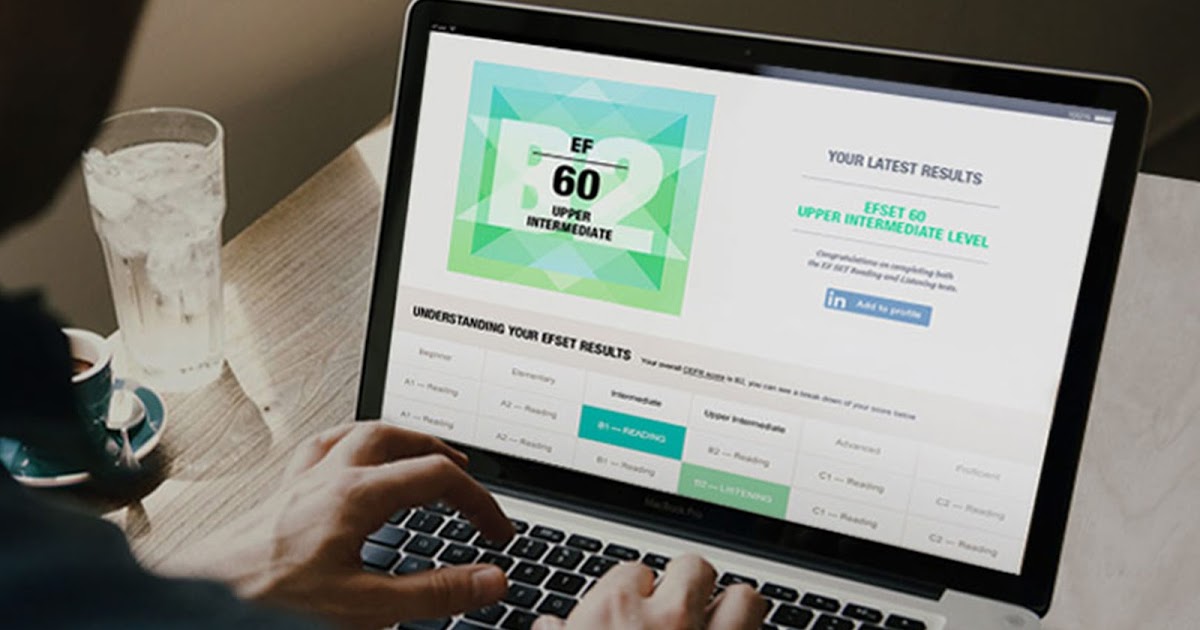 100%
B2
EF
60
UPPER
INTERMEDIATE
YOUR LATEST RESULTS
EFSET 60
UPPER INTERMEDIATE LEVEL
Congratulations on completing both
the EF SET Reading and Listening tests.
in Add to profile
UNDERSTANDING YOUR EFSET RESULTS Your overall CEFR score is B2, you can see a break down of your score below
Beginner Elementary Intermediate Upper Intermediate Advanced Proficient
A1 — Reading A2 — Reading B1 — READING B2 — Reading C1 — Reading C2 — Reading
A1 — Reading A2 — Reading B1 — Reading B2 — LISTENING C1 — Reading C2 — Reading
MacBook Pro